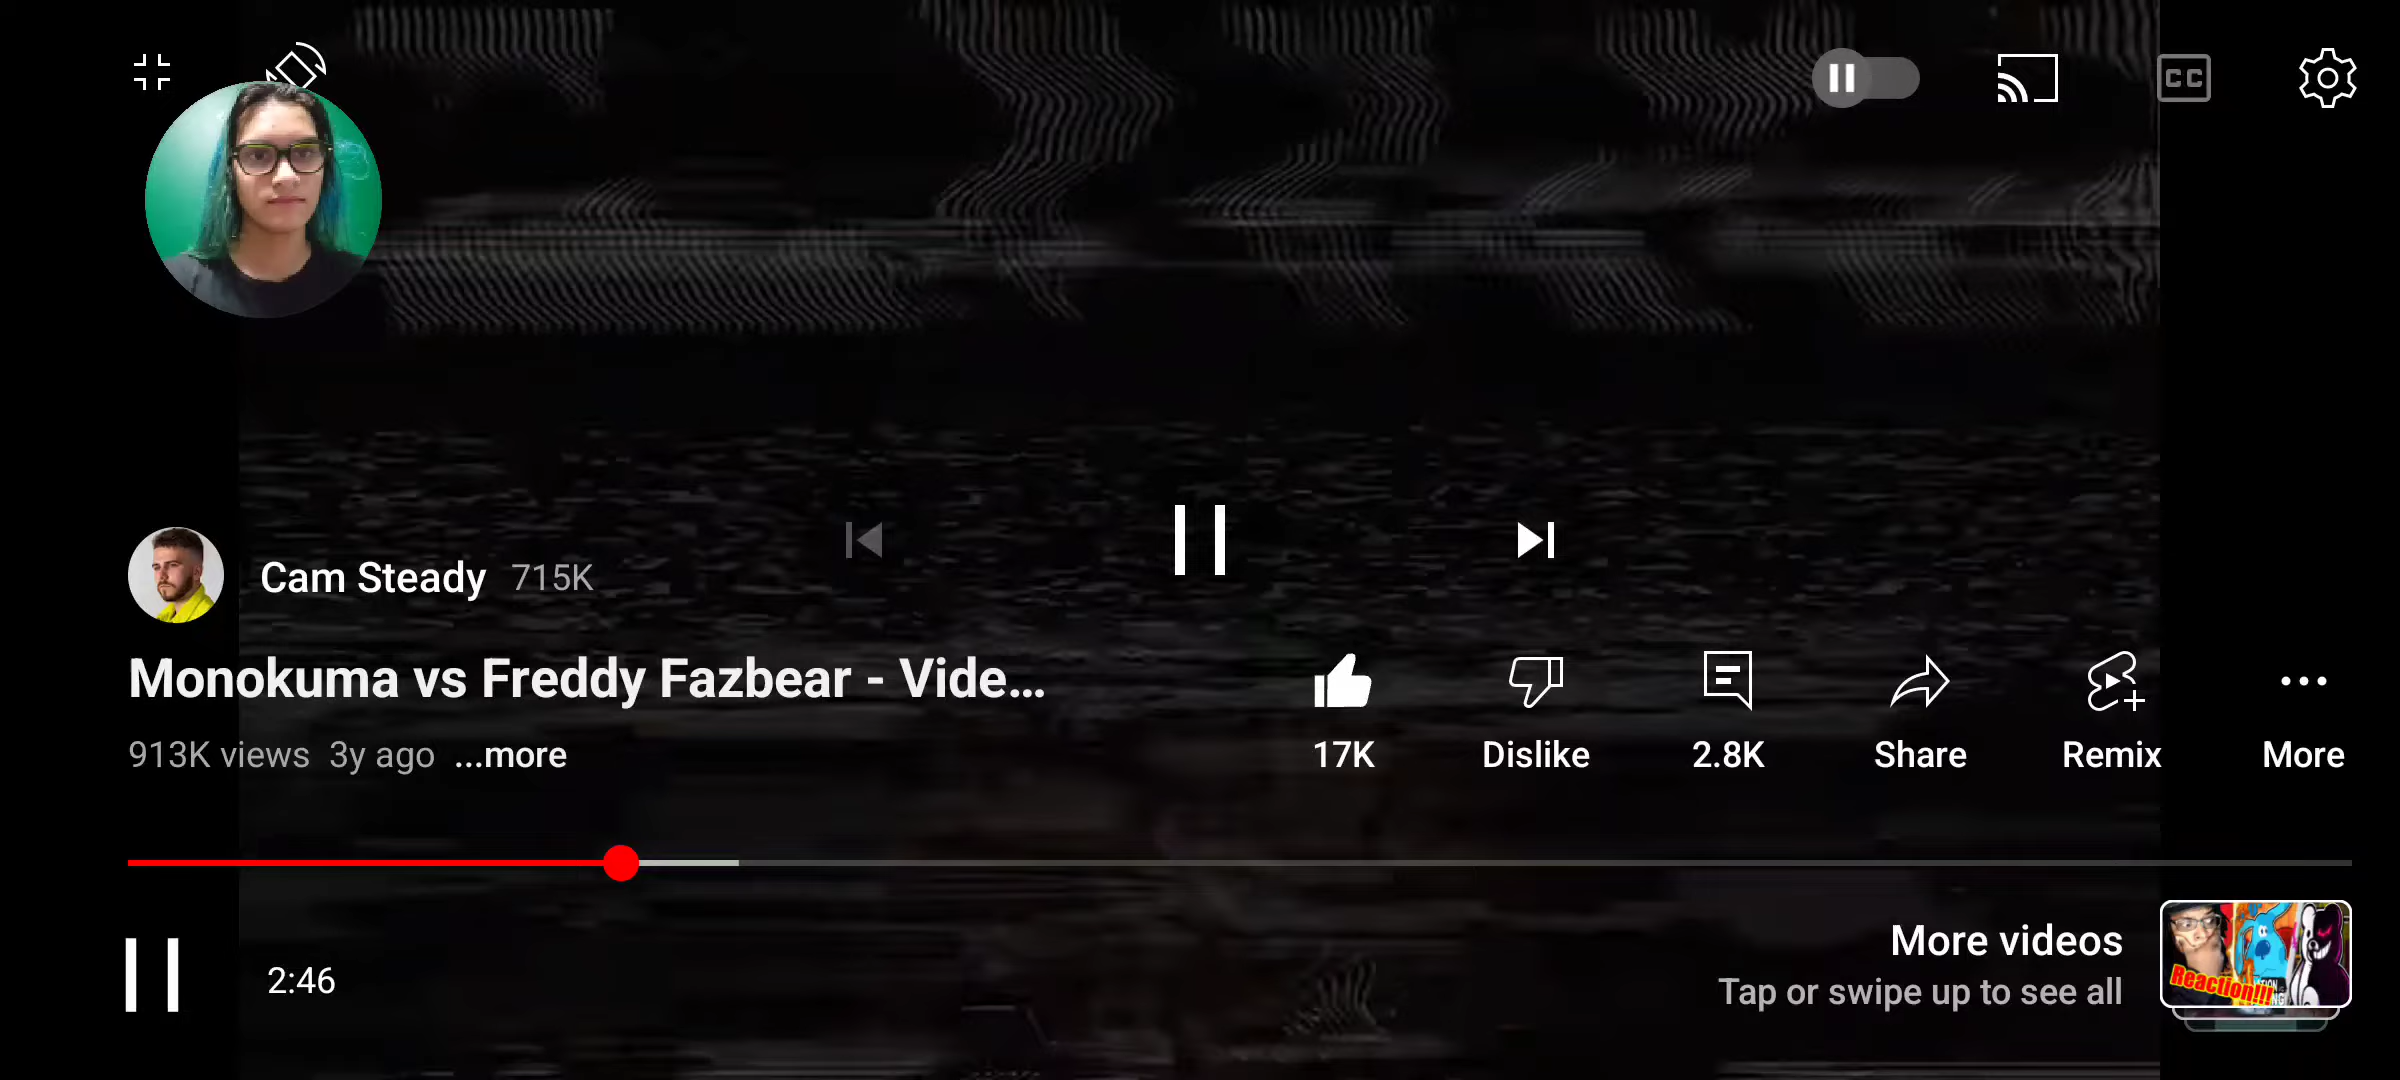 CC
Cam Steady 715K
Monokuma vs Freddy Fazbear - Vide...
913K views 3y ago ...more
17K
Dislike
2.8K
Share
Remix
More
2:46
More videos
Tap or swipe up to see all
Reaction!!!